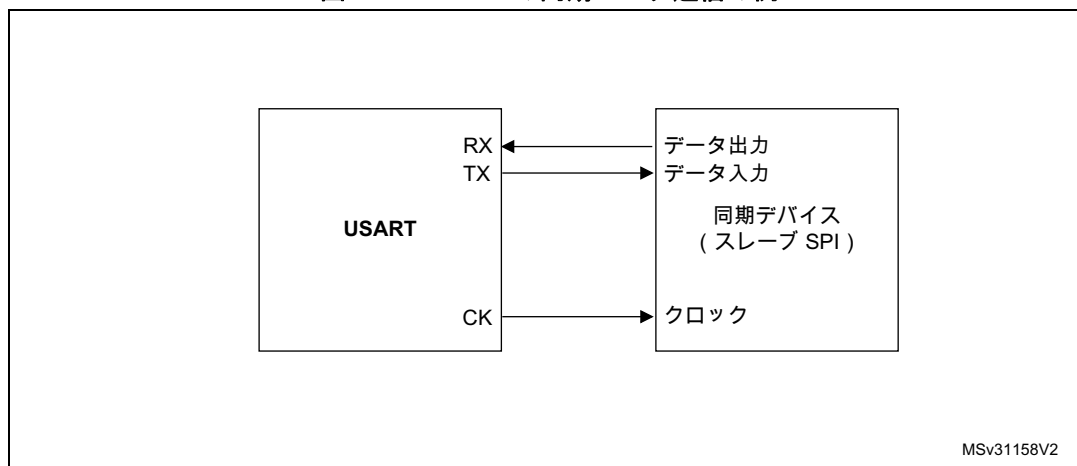 RX
TX
USART
CK
データ出力
データ入力
同期デバイス
( スレーブ SPI )
クロック
MSv31158V2